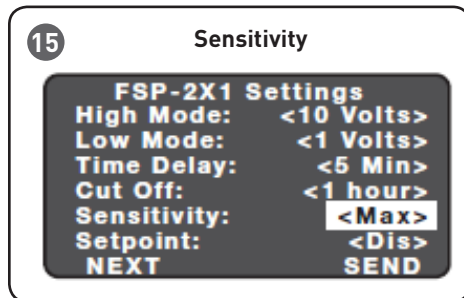 15 Sensitivity
FSP-2X1 Settings
High Mode: <10 Volts>
Low Mode: <1 Volts>
Time Delay: <5 Min>
Cut Off: <1 hour>
Sensitivity: <Max>
Setpoint: <Dis>
NEXT SEND